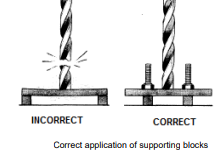 INCORRECT
CORRECT
Correct application of supporting blocks